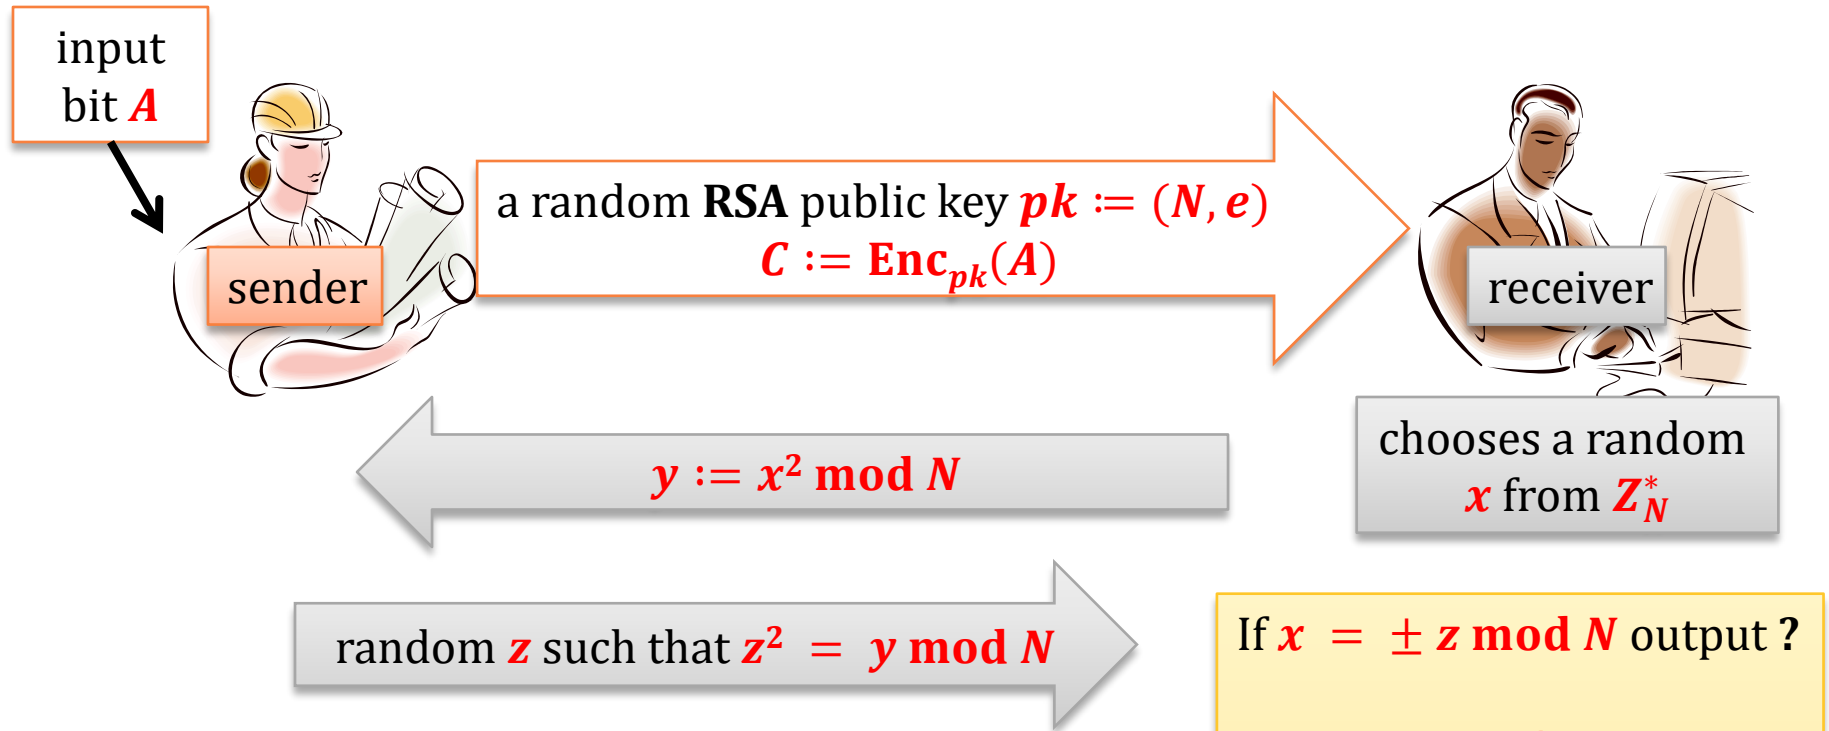 input
bit A
a random RSA public key pk ≔ (N, e)
C := Enc_pk(A)
sender
receiver
chooses a random
x from Z_N^*
y := x² mod N
random z such that z² = y mod N
If x = ± z mod N output ?